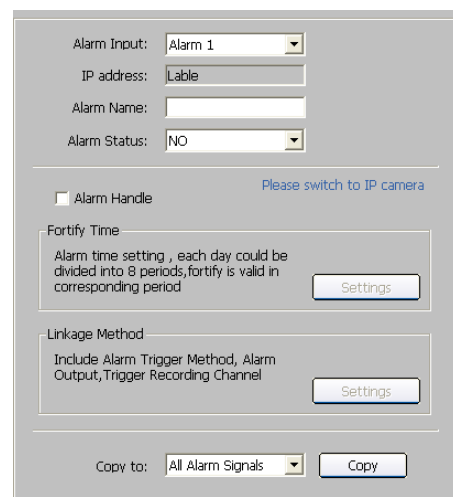 Alarm Input: Alarm 1
IP address: Lable
Alarm Name:
Alarm Status: NO
Please switch to IP camera
Alarm Handle
Fortify Time
Alarm time setting , each day could be
divided into 8 periods,fortify is valid in
corresponding period
Settings
Linkage Method
Include Alarm Trigger Method, Alarm
Output,Trigger Recording Channel
Settings
Copy to: All Alarm Signals Copy